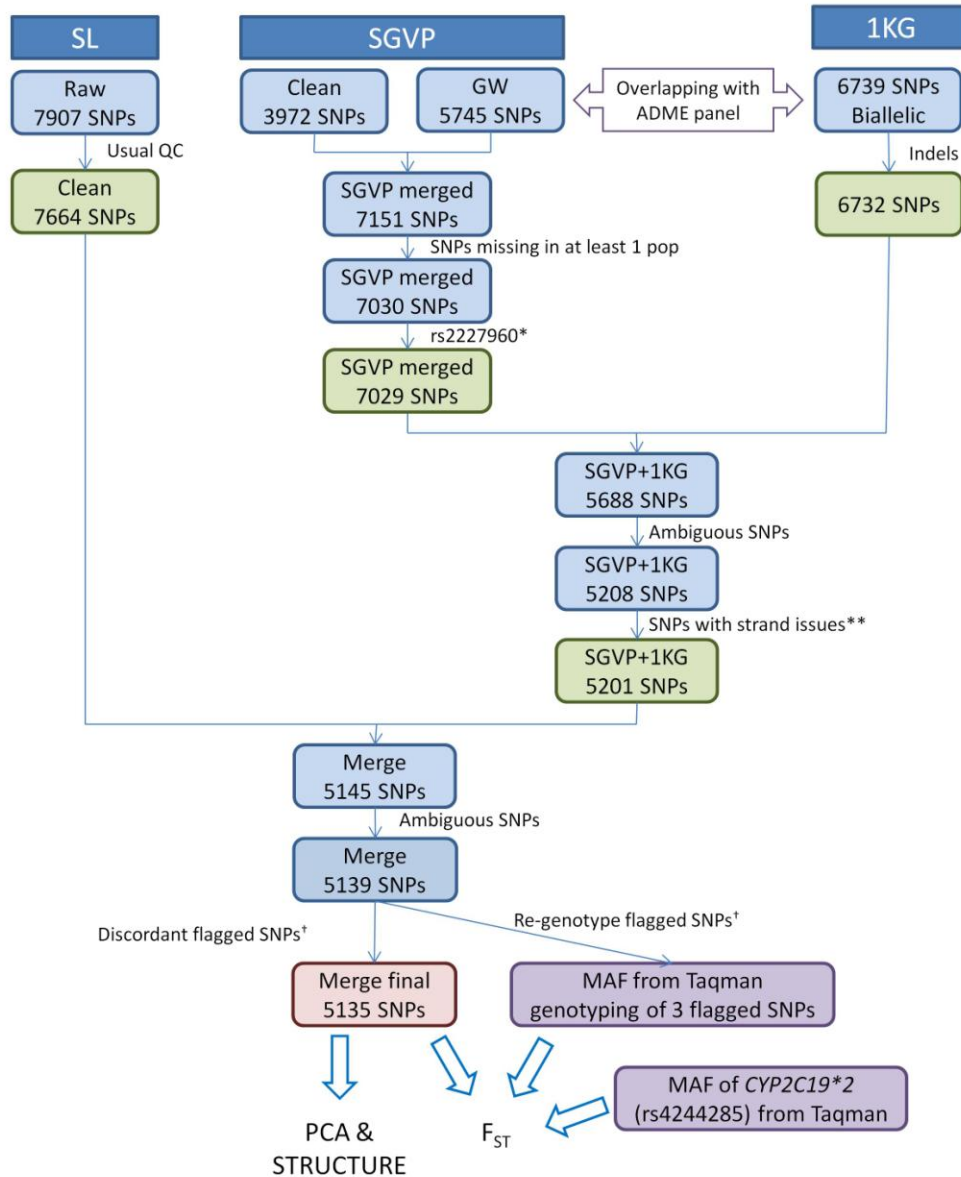 SL
SGVP
1KG
Raw
7907 SNPs
Clean
3972 SNPs
GW
5745 SNPs
Overlapping with
ADME panel
6739 SNPs
Biallelic
Usual QC
Indels
Clean
7664 SNPs
SGVP merged
7151 SNPs
6732 SNPs
SNPs missing in at least 1 pop
SGVP merged
7030 SNPs
rs2227960*
SGVP merged
7029 SNPs
SGVP+1KG
5688 SNPs
Ambiguous SNPs
SGVP+1KG
5208 SNPs
SNPs with strand issues**
SGVP+1KG
5201 SNPs
Merge
5145 SNPs
Ambiguous SNPs
Merge
5139 SNPs
Discordant flagged SNPs†
Re-genotype flagged SNPs†
Merge final
5135 SNPs
MAF from Taqman
genotyping of 3 flagged SNPs
MAF of CYP2C19*2
(rs4244285) from Taqman
PCA &
STRUCTURE
FST